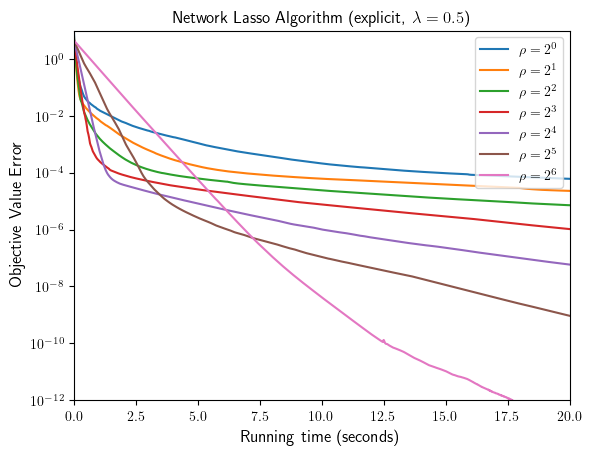 Network Lasso Algorithm (explicit, λ = 0.5)
Objective Value Error
10⁰
10⁻²
10⁻⁴
10⁻⁶
10⁻⁸
10⁻¹⁰
10⁻¹²
ρ = 2⁰
ρ = 2¹
ρ = 2²
ρ = 2³
ρ = 2⁴
ρ = 2⁵
ρ = 2⁶
0.0 2.5 5.0 7.5 10.0 12.5 15.0 17.5 20.0
Running time (seconds)